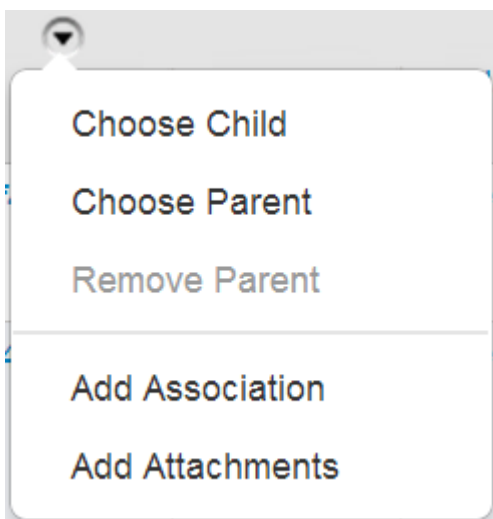 Choose Child
Choose Parent
Remove Parent
Add Association
Add Attachments